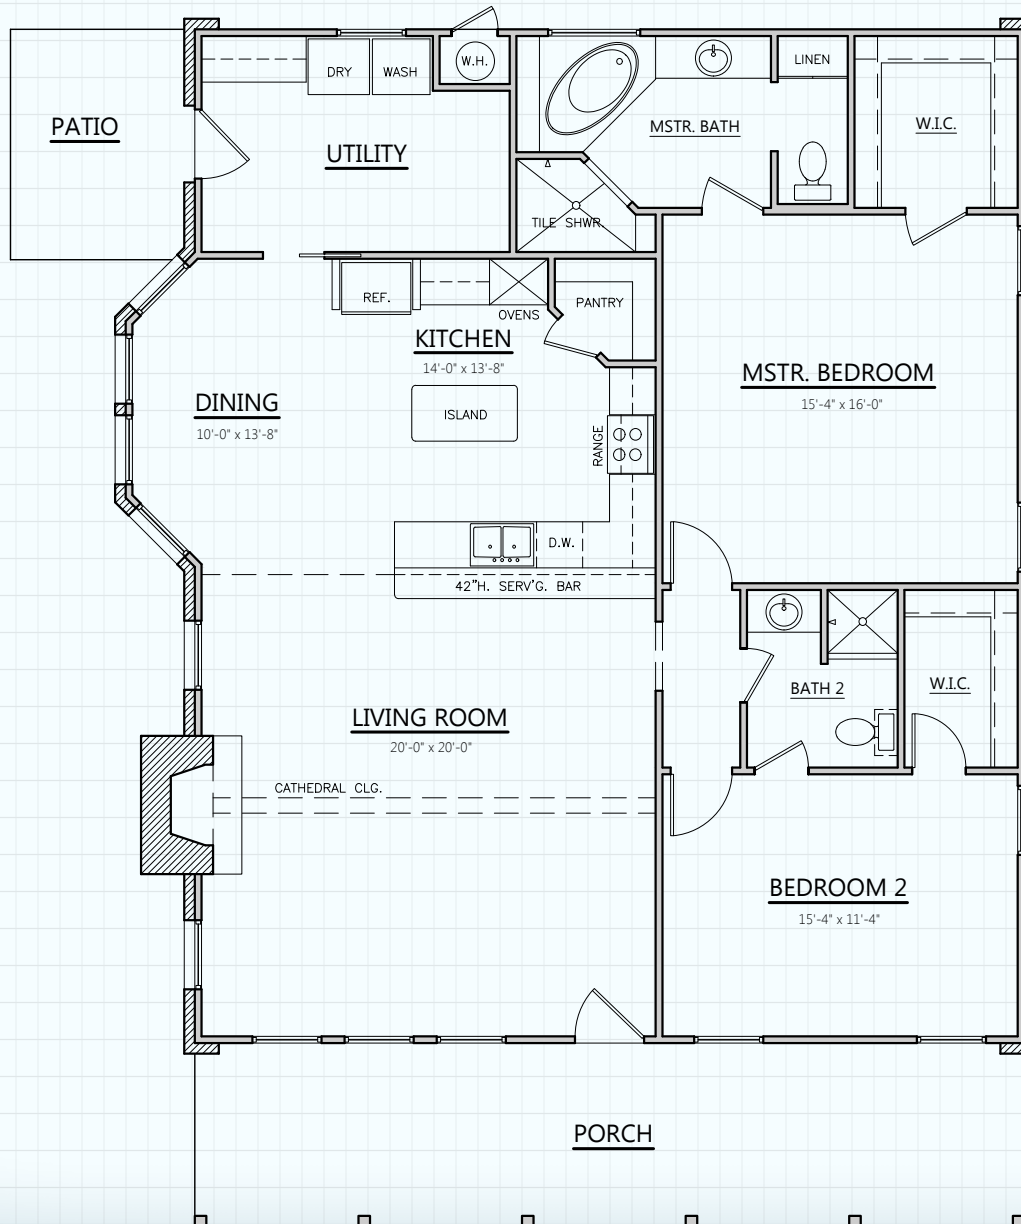 W.H.
LINEN
DRY
WASH
PATIO
UTILITY
MSTR. BATH
W.I.C.
TILE SHWR.
REF.
OVENS
PANTRY
KITCHEN
14'-0" x 13'-8"
MSTR. BEDROOM
15'-4" x 16'-0"
DINING
10'-0" x 13'-8"
ISLAND
RANGE
D.W.
42"H. SERV'G. BAR
BATH 2
W.I.C.
LIVING ROOM
20'-0" x 20'-0"
CATHEDRAL CLG.
BEDROOM 2
15'-4" x 11'-4"
PORCH